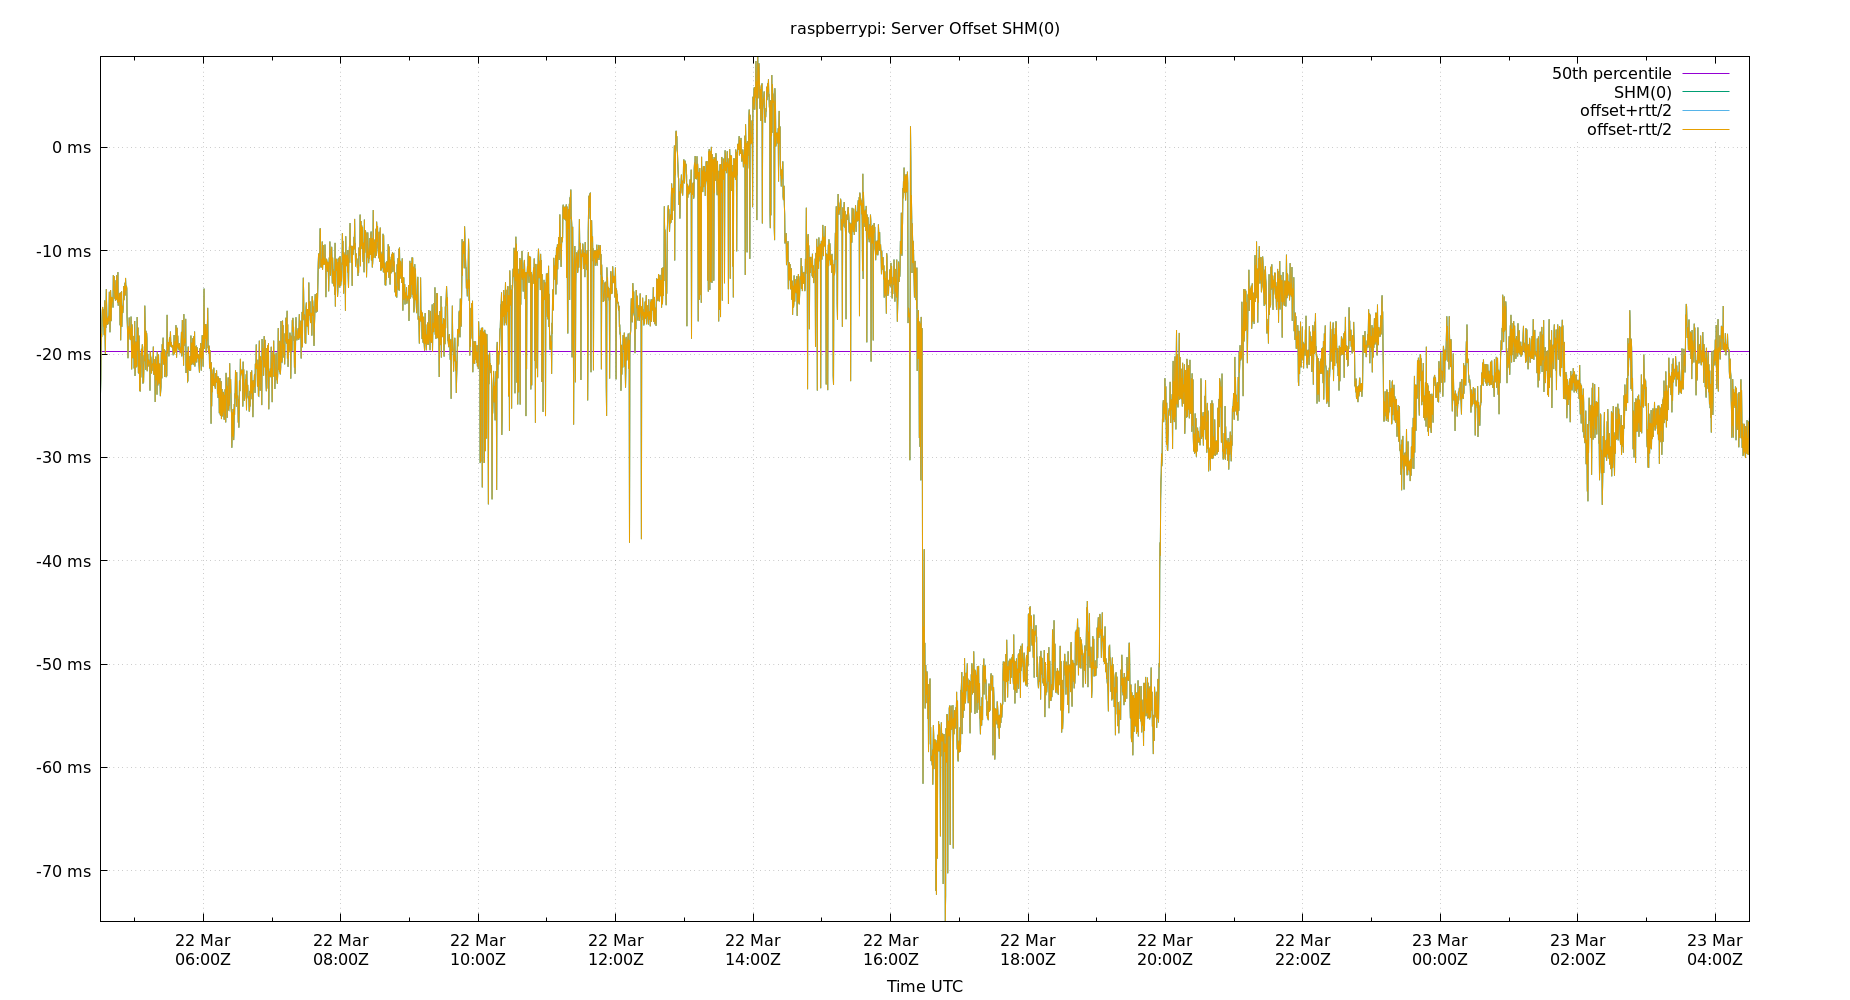 raspberrypi: Server Offset SHM(0)
50th percentile
SHM(0)
offset+rtt/2
offset-rtt/2
0 ms
-10 ms
-20 ms
-30 ms
-40 ms
-50 ms
-60 ms
-70 ms
22 Mar 22 Mar 22 Mar 22 Mar 22 Mar 22 Mar 22 Mar 22 Mar 22 Mar 23 Mar 23 Mar 23 Mar
06:00Z 08:00Z 10:00Z 12:00Z 14:00Z 16:00Z 18:00Z 20:00Z 22:00Z 00:00Z 02:00Z 04:00Z
Time UTC